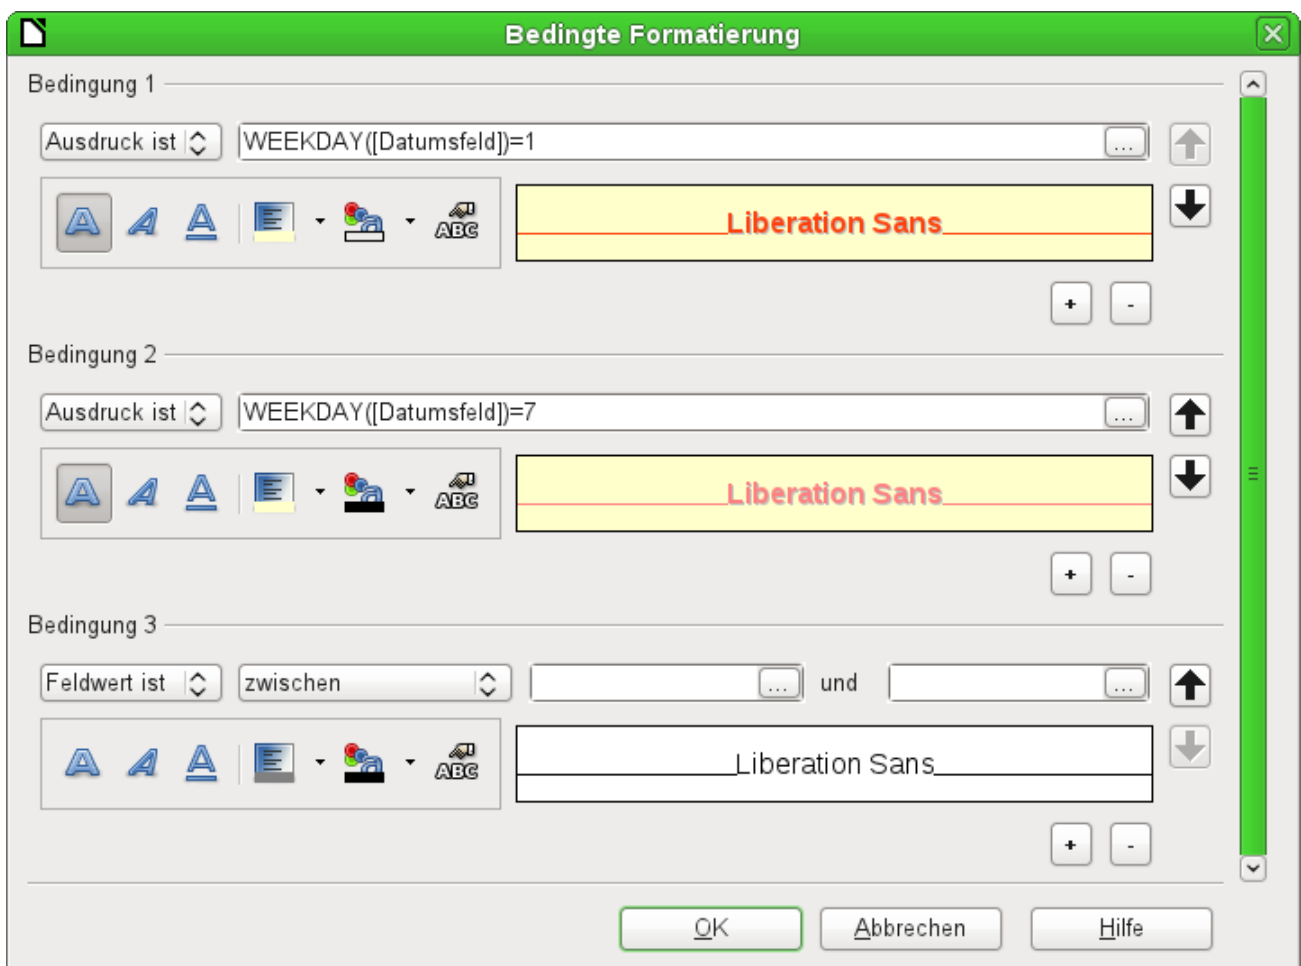 Bedingte Formatierung
Bedingung 1
Ausdruck ist WEEKDAY([Datumsfeld])=1 ...
ABC
Liberation Sans
+ -
Bedingung 2
Ausdruck ist WEEKDAY([Datumsfeld])=7 ...
ABC
Liberation Sans
+ -
Bedingung 3
Feldwert ist zwischen ... und ...
ABC
Liberation Sans
+ -
OK Abbrechen Hilfe